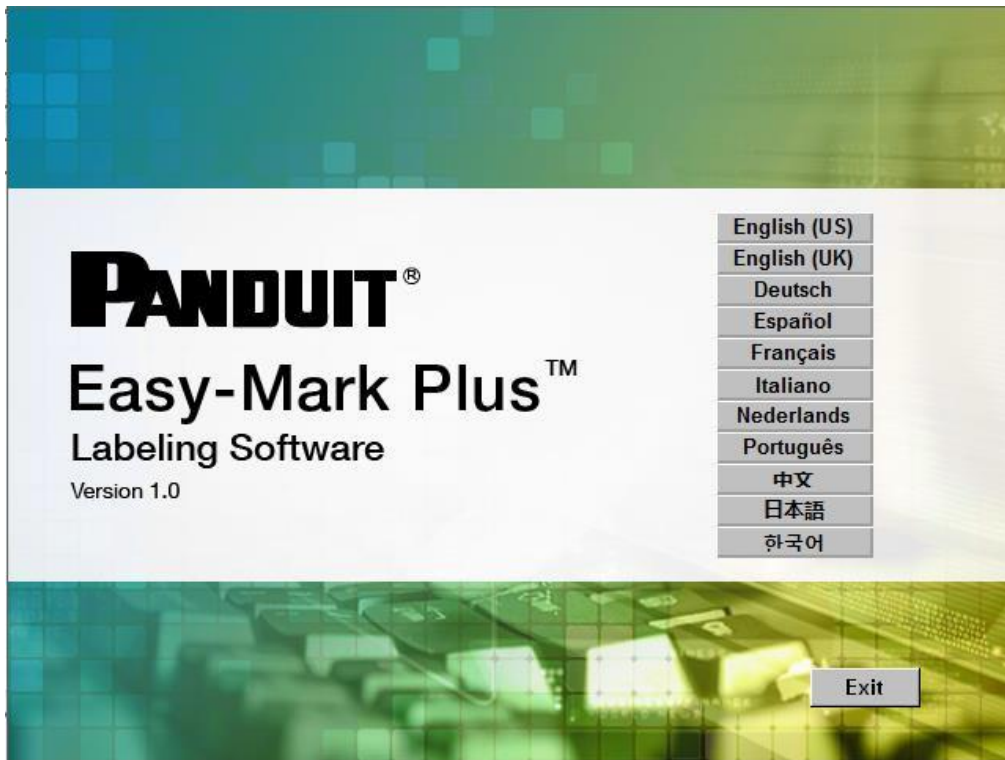 PANDUIT®
Easy-Mark Plus™
Labeling Software
Version 1.0
English (US)
English (UK)
Deutsch
Español
Français
Italiano
Nederlands
Português
中文
日本語
한국어
Exit